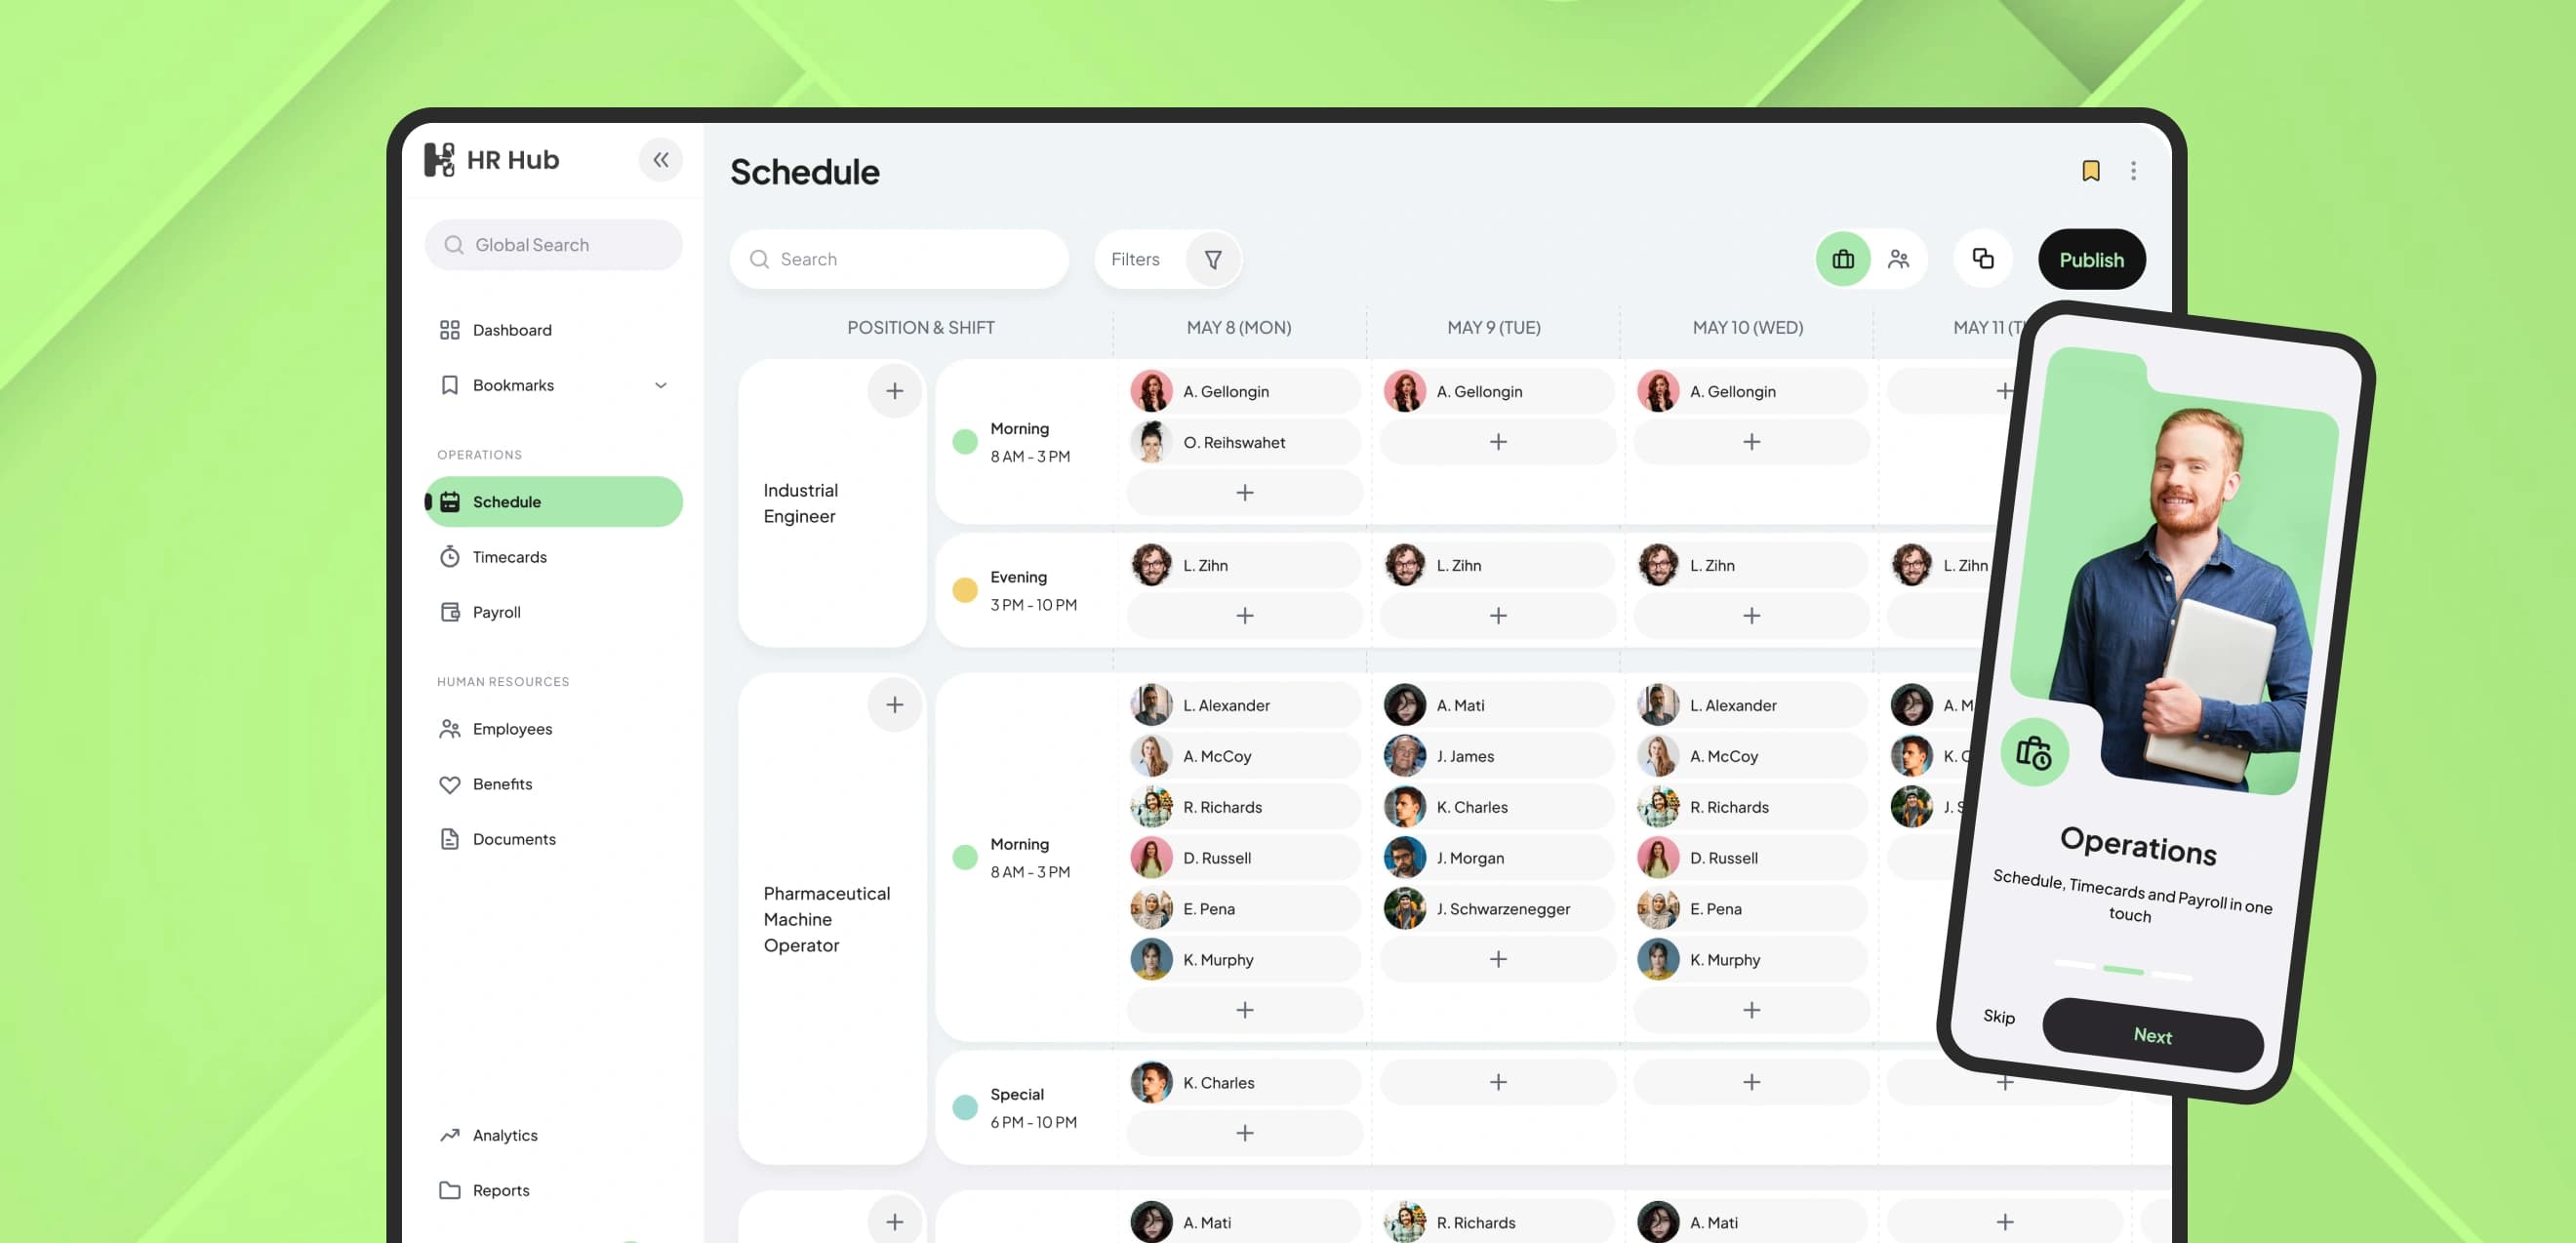 HR Hub
Global Search
Dashboard
Bookmarks
OPERATIONS
Schedule
Timecards
Payroll
HUMAN RESOURCES
Employees
Benefits
Documents
Analytics
Reports
Schedule
Search
Filters
Publish
POSITION & SHIFT
MAY 8 (MON)
MAY 9 (TUE)
MAY 10 (WED)
MAY 11
Industrial
Engineer
Morning
8 AM - 3 PM
A. Gellongin
A. Gellongin
A. Gellongin
O. Reihswahet
Evening
3 PM - 10 PM
L. Zihn
L. Zihn
L. Zihn
L. Zihn
Pharmaceutical
Machine
Operator
Morning
8 AM - 3 PM
L. Alexander
A. Mati
L. Alexander
A.
A. McCoy
J. James
A. McCoy
K.
R. Richards
K. Charles
R. Richards
J.
D. Russell
J. Morgan
D. Russell
E. Pena
J. Schwarzenegger
E. Pena
K. Murphy
K. Murphy
Special
6 PM - 10 PM
K. Charles
A. Mati
R. Richards
A. Mati
Operations
Schedule, Timecards and Payroll in one
touch
Skip
Next